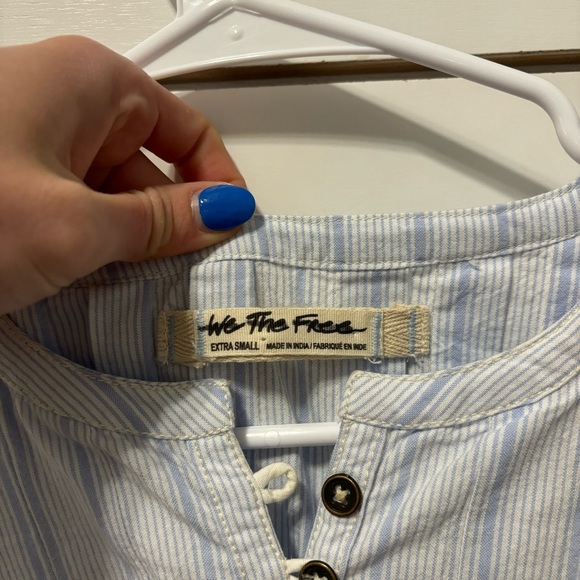 We The Free
EXTRA SMALL MADE IN INDIA / FABRIQUÉ EN INDE